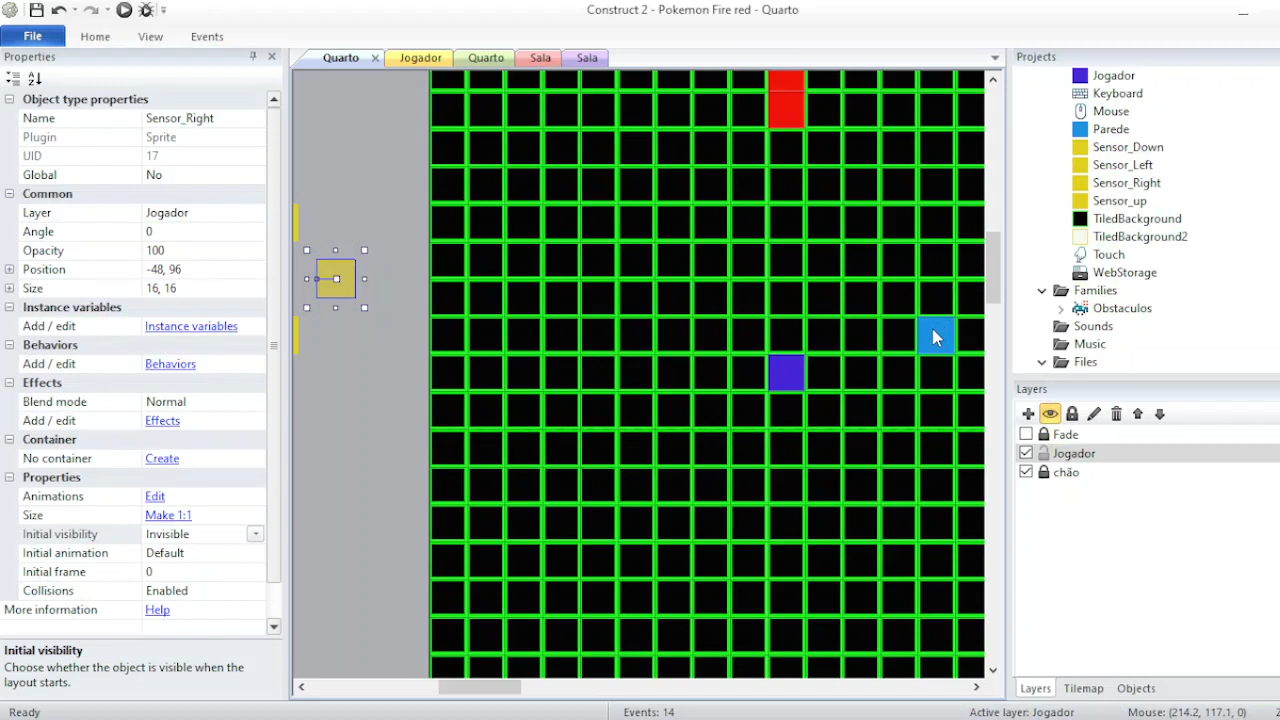 Construct 2 - Pokemon Fire red - Quarto
File Home View Events
Properties
Object type properties
Name Sensor_Right
Plugin Sprite
UID 17
Global No
Common
Layer Jogador
Angle 0
Opacity 100
Position -48, 96
Size 16, 16
Instance variables
Add / edit Instance variables
Behaviors
Add / edit Behaviors
Effects
Blend mode Normal
Add / edit Effects
Container
No container Create
Properties
Animations Edit
Size Make 1:1
Initial visibility Invisible
Initial animation Default
Initial frame 0
Collisions Enabled
More information Help
Initial visibility
Choose whether the object is visible when the
layout starts.
Quarto Jogador Quarto Sala Sala
Projects
Jogador
Keyboard
Mouse
Parede
Sensor_Down
Sensor_Left
Sensor_Right
Sensor_up
TiledBackground
TiledBackground2
Touch
WebStorage
Families
Obstaculos
Sounds
Music
Files
Layers
Fade
Jogador
chão
Layers Tilemap Objects
Ready Events: 14 Active layer: Jogador Mouse: (214.2, 117.1, 0)